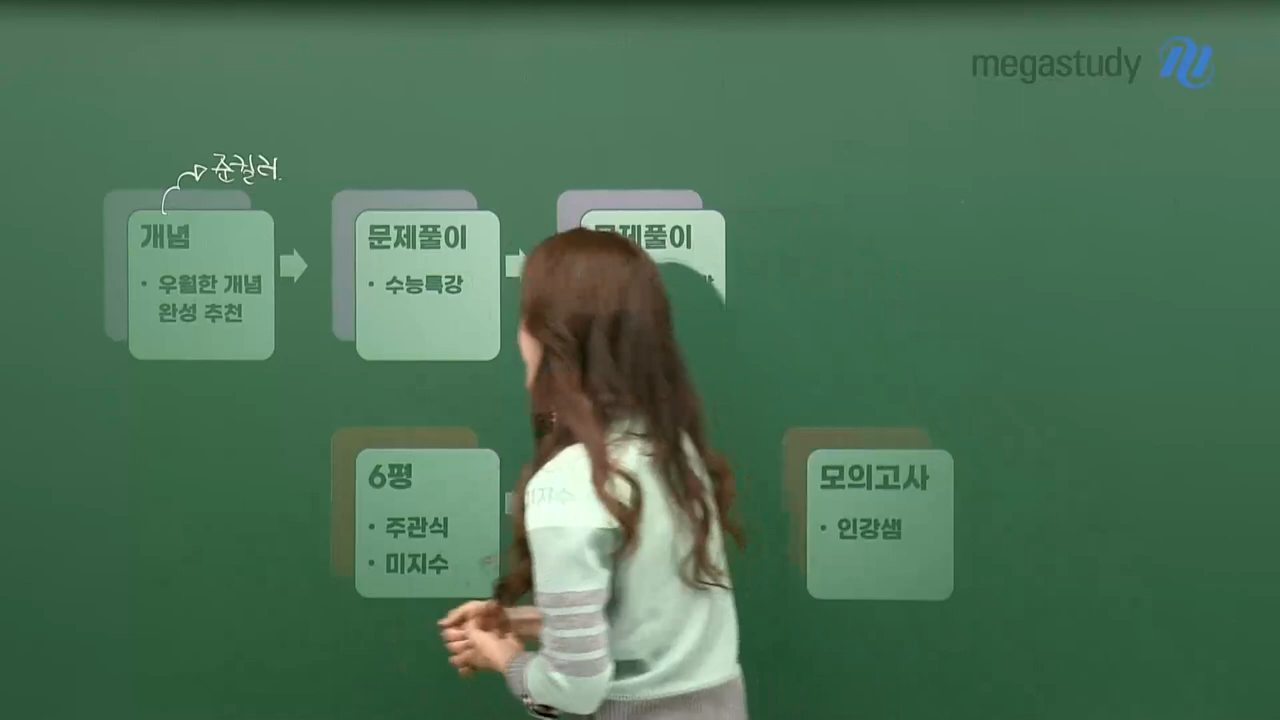 megastudy
준킬러.
개념
• 우월한 개념
완성 추천
문제풀이
• 수능특강
문제풀이
6평
• 주관식
• 미지수
모의고사
• 인강샘